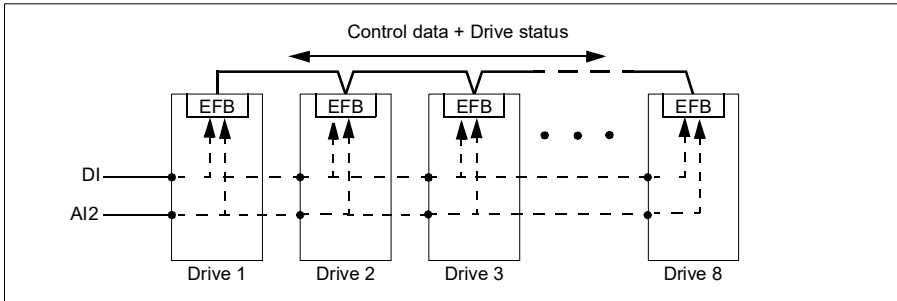 Control data + Drive status
EFB EFB EFB EFB
DI
AI2
Drive 1 Drive 2 Drive 3 Drive 8